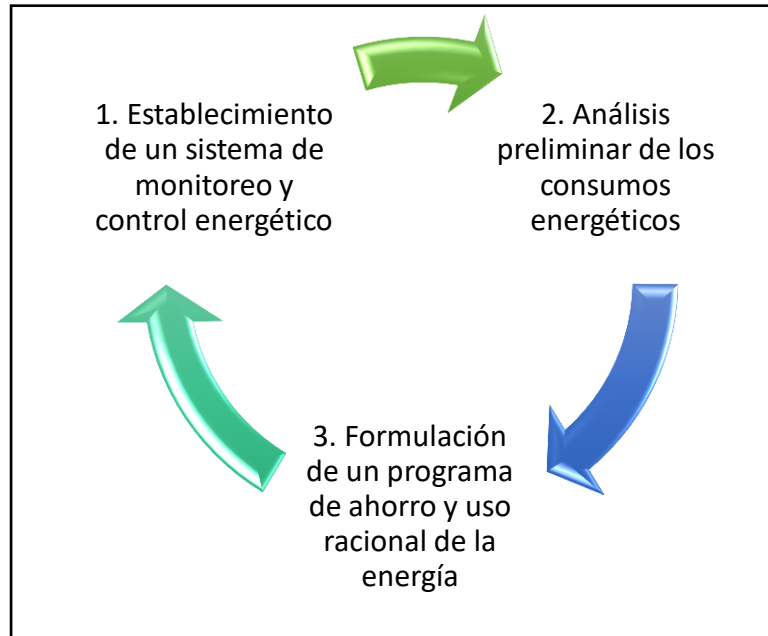 1. Establecimiento
de un sistema de
monitoreo y
control energético
2. Análisis
preliminar de los
consumos
energéticos
3. Formulación
de un programa
de ahorro y uso
racional de la
energía